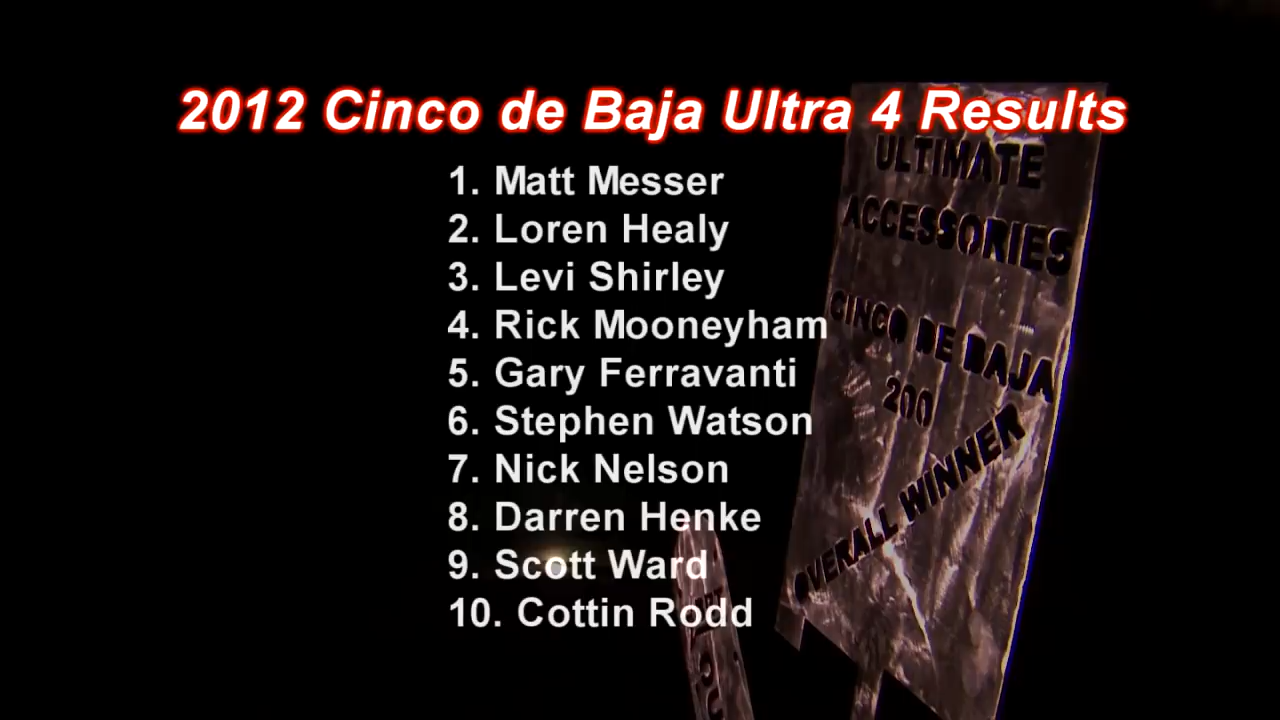 2012 Cinco de Baja Ultra 4 Results
1. Matt Messer
2. Loren Healy
3. Levi Shirley
4. Rick Mooneyham
5. Gary Ferravanti
6. Stephen Watson
7. Nick Nelson
8. Darren Henke
9. Scott Ward
10. Cottin Rodd
ULTIMATE
ACCESSORIES
CINCO DE BAJA
200
OVERALL WINNER